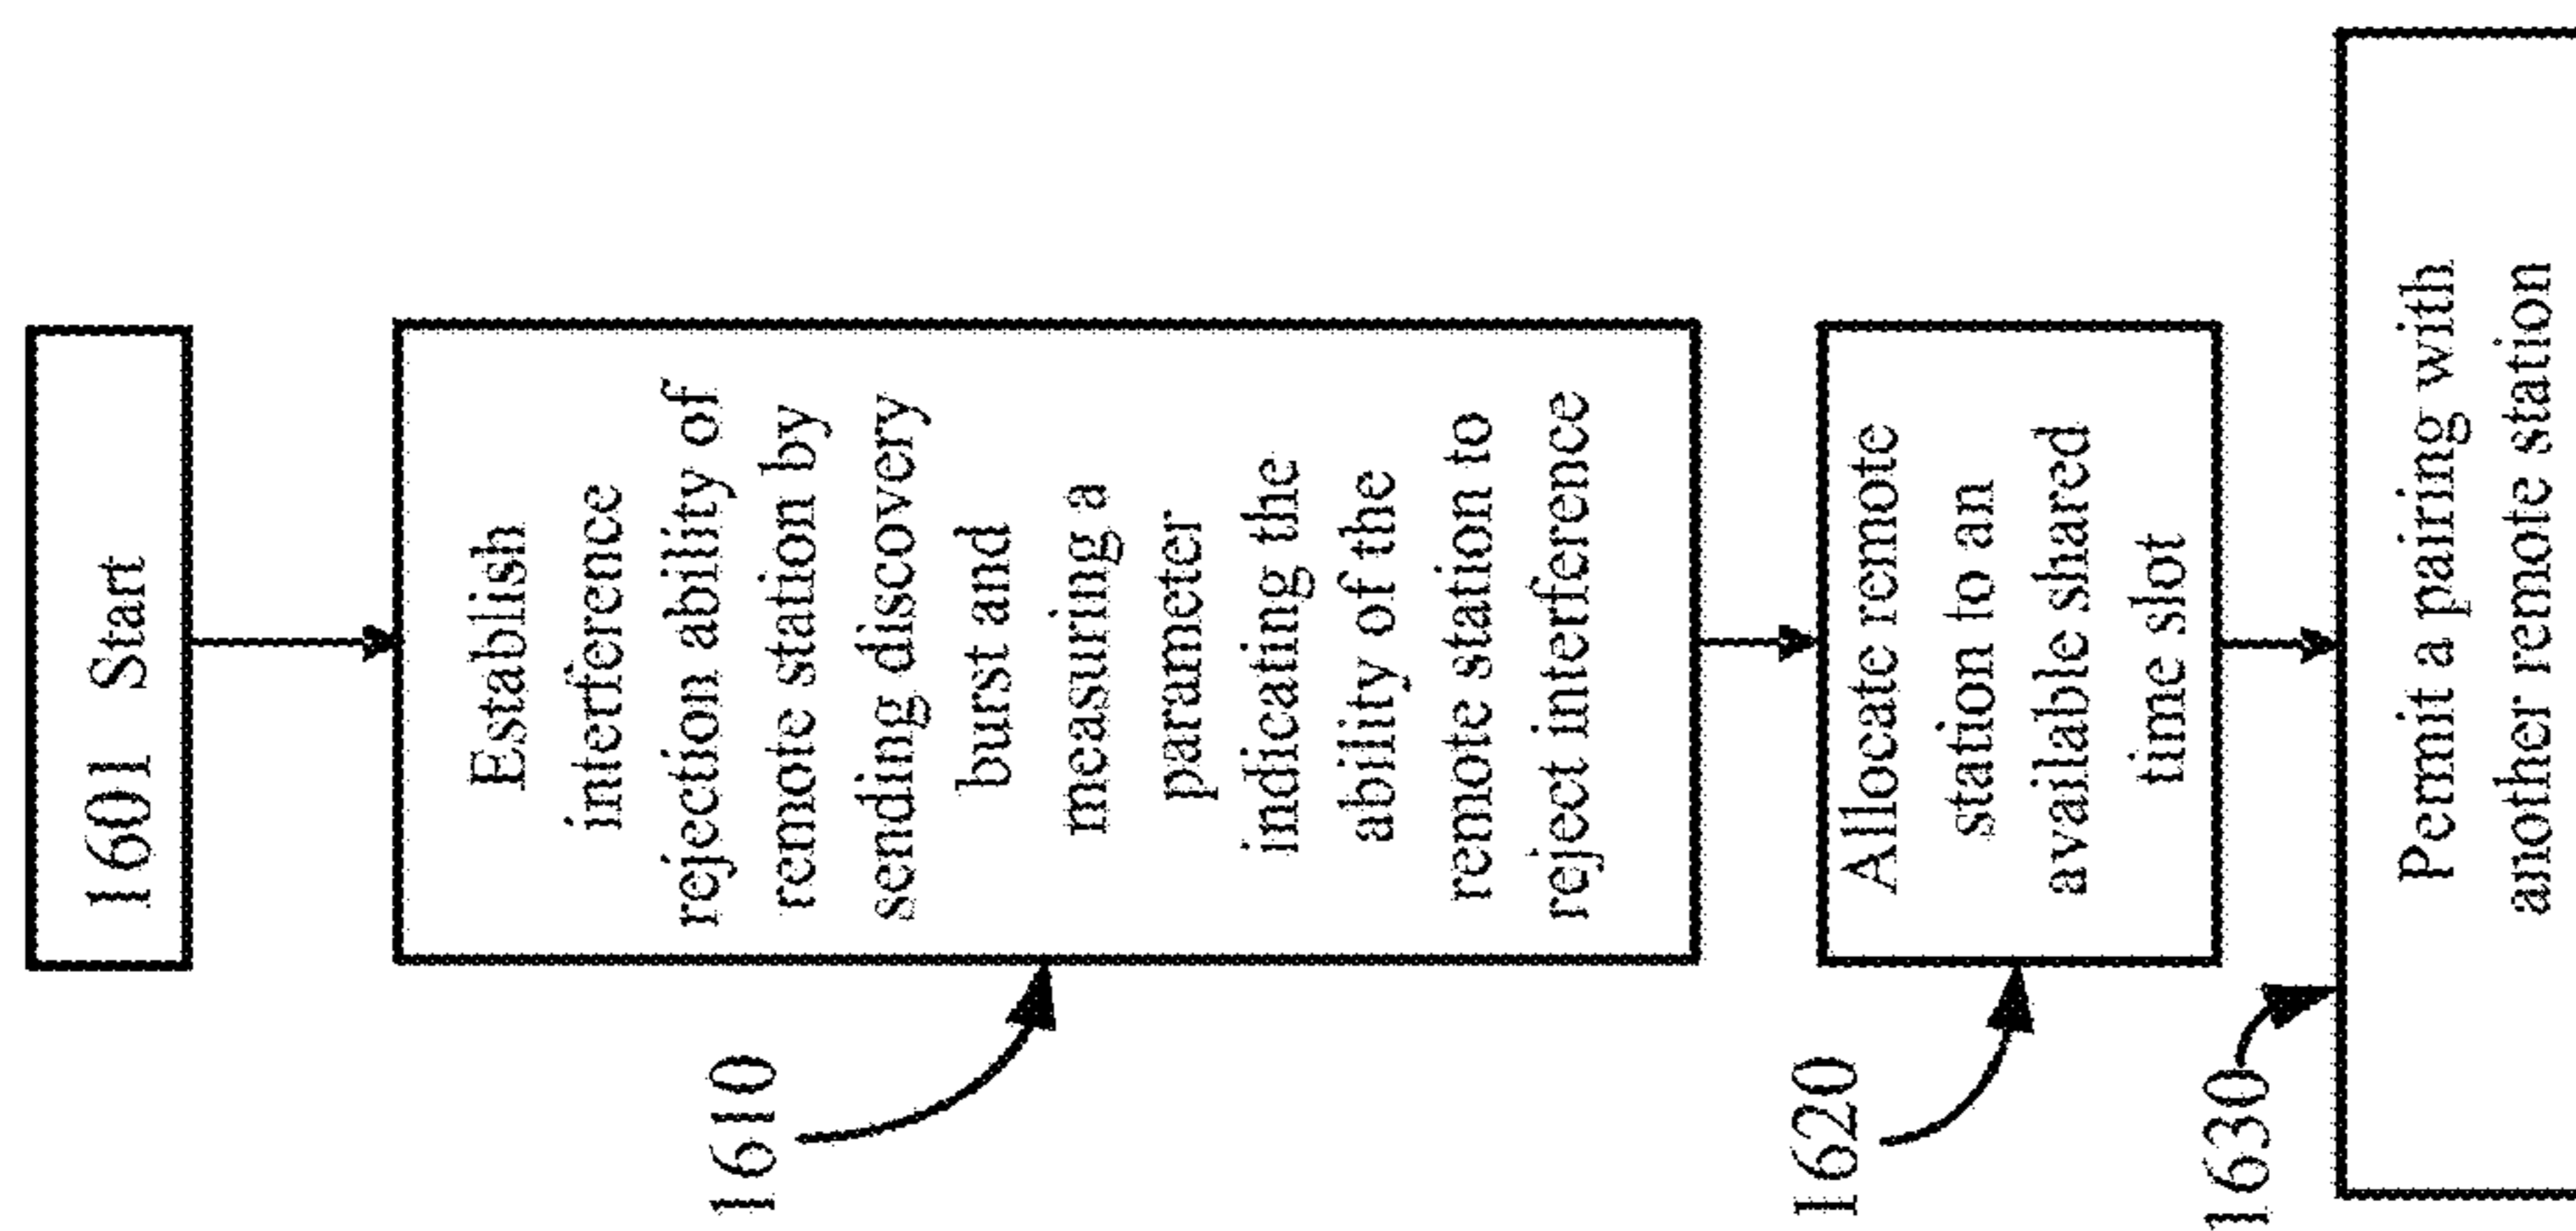 1601 Start
Establish
interference
rejection ability of
remote station by
sending discovery
burst and
measuring a
parameter
indicating the
ability of the
remote station to
reject interference
1610
Allocate remote
station to an
available shared
time slot
1620
Permit a pairing with
another remote station
1630